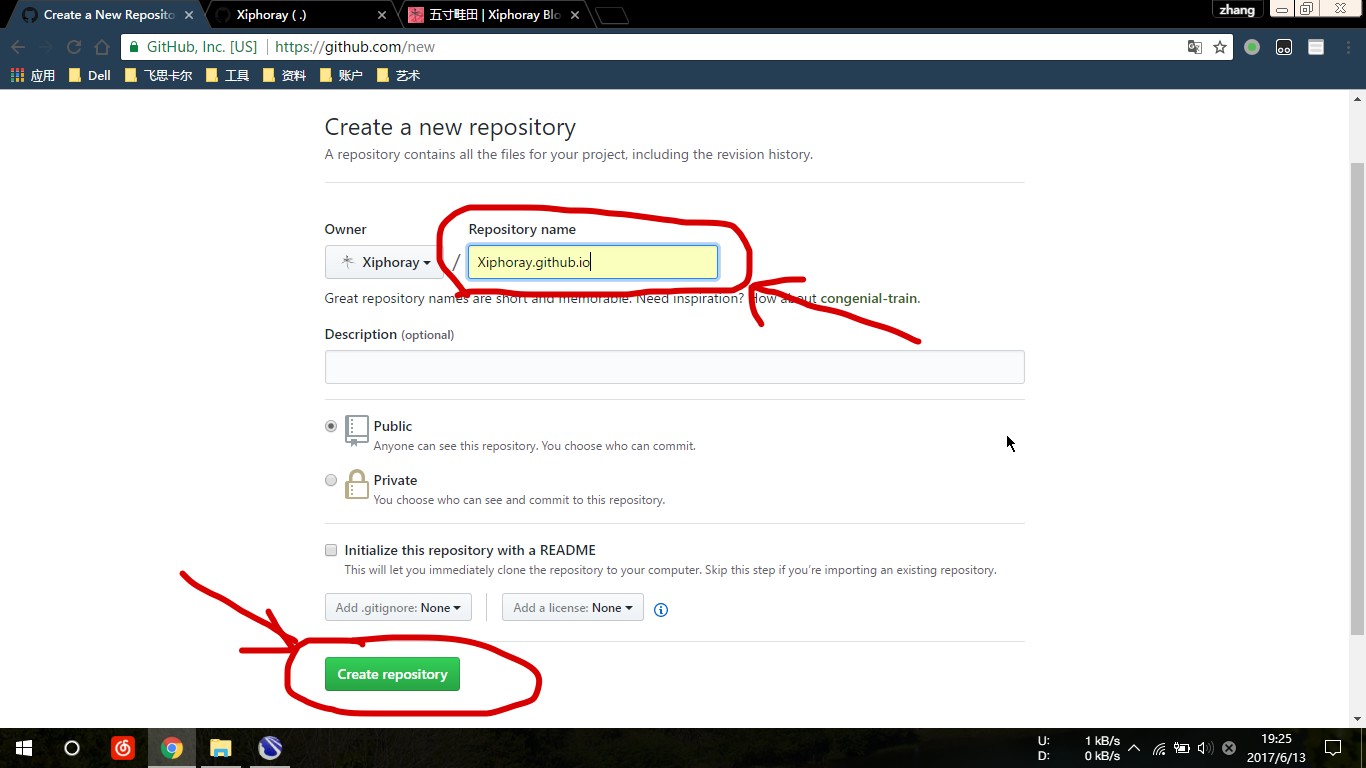 Create a New Reposito
Xiphoray ( .)
五寸畦田 | Xiphoray Blo
zhang
GitHub, Inc. [US]
https://github.com/new
应用
Dell
飞思卡尔
工具
资料
账户
艺术
Create a new repository
A repository contains all the files for your project, including the revision history.
Owner
Repository name
Xiphoray
/
Xiphoray.github.io
Great repository names are short and memorable. Need inspiration? How about congenial-train.
Description (optional)
Public
Anyone can see this repository. You choose who can commit.
Private
You choose who can see and commit to this repository.
Initialize this repository with a README
This will let you immediately clone the repository to your computer. Skip this step if you're importing an existing repository.
Add .gitignore: None
Add a license: None
Create repository
U: 1 kB/s
D: 0 kB/s
19:25
2017/6/13